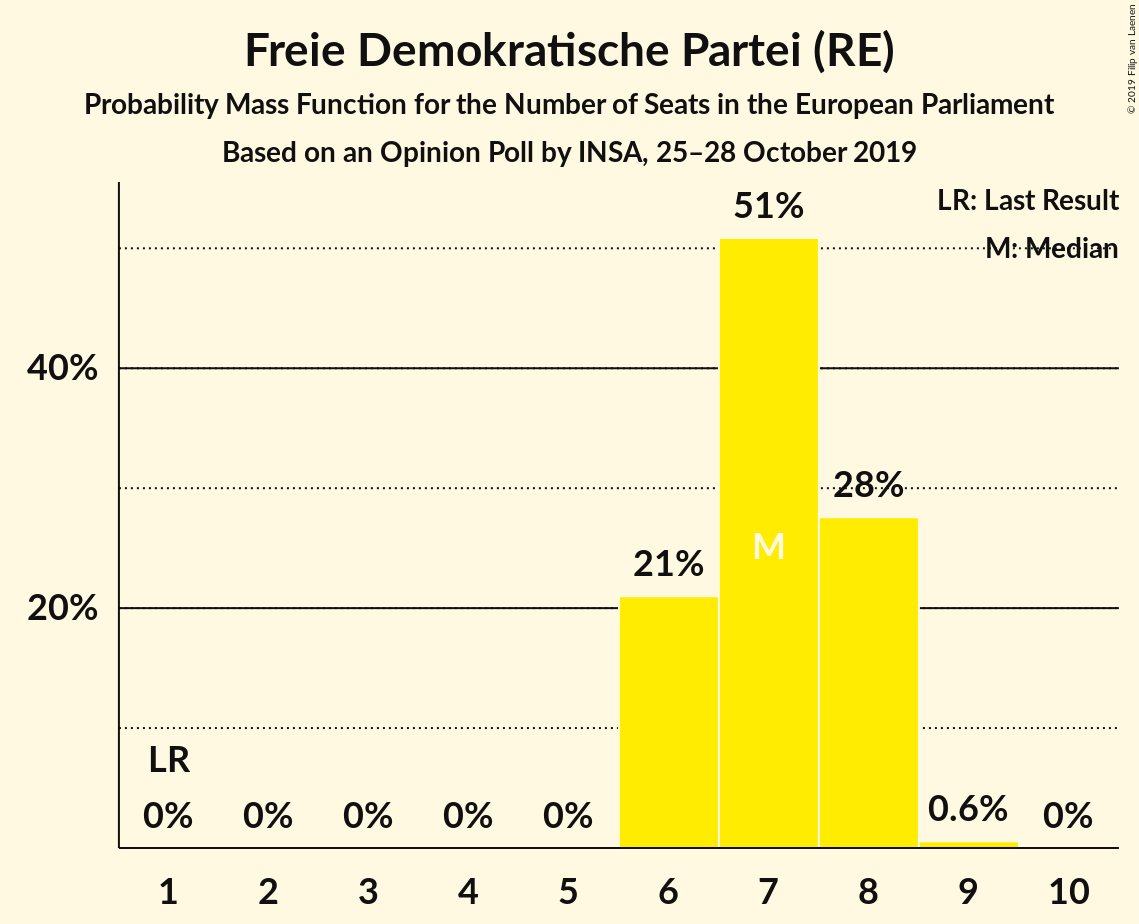 Freie Demokratische Partei (RE)
Probability Mass Function for the Number of Seats in the European Parliament
Based on an Opinion Poll by INSA, 25–28 October 2019
© 2019 Filip van Laenen
LR: Last Result
M: Median
51%
40%
28%
M
21%
20%
LR
0% 0% 0% 0% 0% 0.6% 0%
1 2 3 4 5 6 7 8 9 10